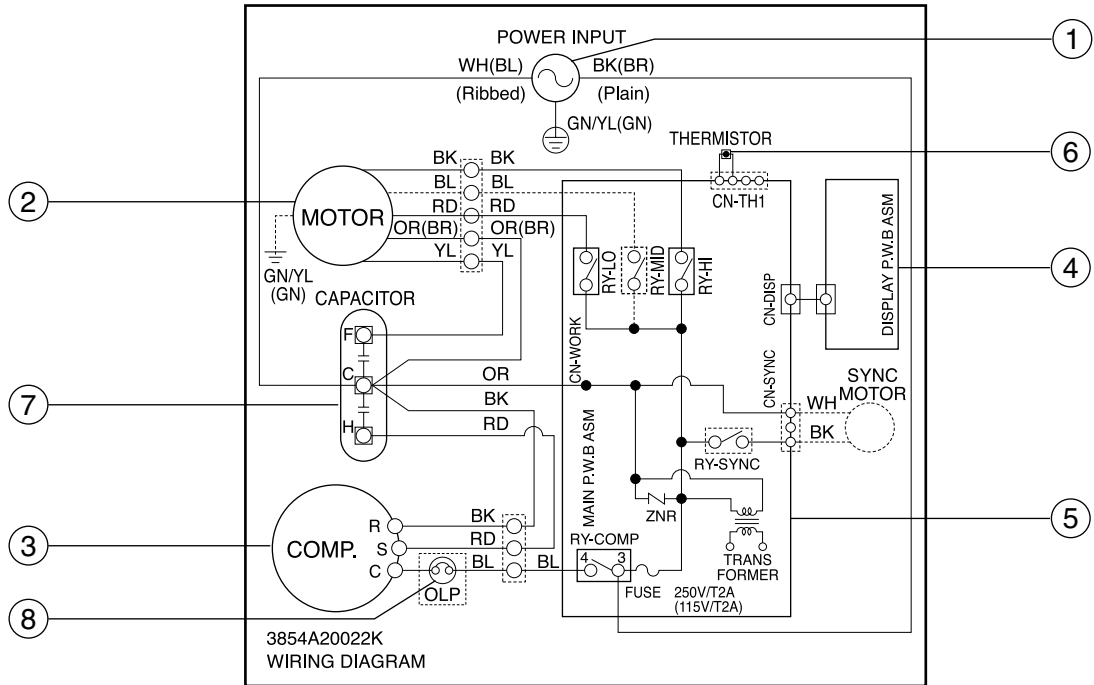 POWER INPUT
WH(BL) BK(BR)
(Ribbed) (Plain)
GN/YL(GN)
1
THERMISTOR
6
CN-TH1
BK BK
BL BL
RD RD
OR(BR) OR(BR)
YL YL
2
MOTOR
GN/YL
(GN)
RY-LO
RY-MID
RY-HI
CN-DISP
DISPLAY P.W.B ASM
4
CAPACITOR
F
C
H
7
CN-WORK
OR
BK
RD
CN-SYNC
SYNC
MOTOR
WH
BK
RY-SYNC
MAIN P.W.B ASM
ZNR
TRANS
FORMER
5
3
COMP.
R
S
C
BK
RD
BL BL
OLP
8
RY-COMP
4 3
FUSE
250V/T2A
(115V/T2A)
3854A20022K
WIRING DIAGRAM